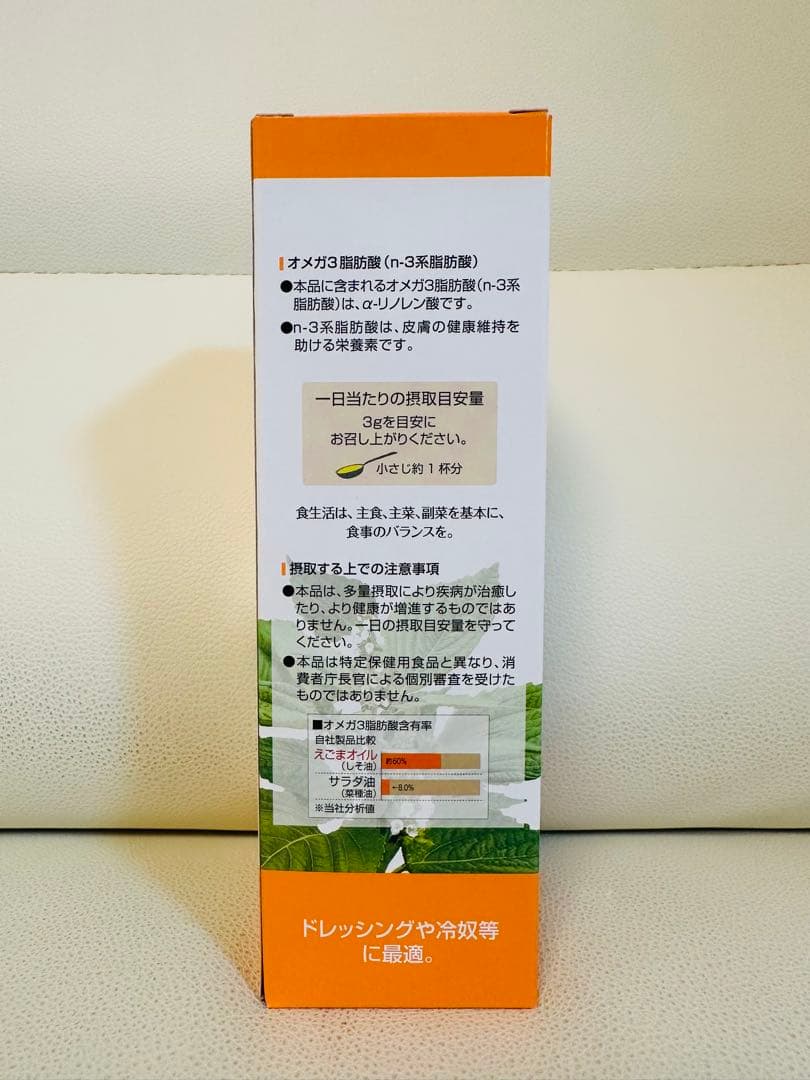 オメガ3脂肪酸(n-3系脂肪酸)
●本品に含まれるオメガ3脂肪酸(n-3系
脂肪酸)は、α-リノレン酸です。
●n-3系脂肪酸は、皮膚の健康維持を
助ける栄養素です。
一日当たりの摂取目安量
3gを目安に
お召し上がりください。
小さじ約1杯分
食生活は、主食、主菜、副菜を基本に、
食事のバランスを。
摂取する上での注意事項
●本品は、多量摂取により疾病が治癒し
たり、より健康が増進するものではあ
りません。一日の摂取目安量を守って
ください。
●本品は特定保健用食品と異なり、消
費者庁長官による個別審査を受けた
ものではありません。
■オメガ3脂肪酸含有率
自社製品比較
えごまオイル
(しそ油)
約60%
サラダ油
(菜種油)
←8.0%
※当社分析値
ドレッシングや冷奴等
に最適。